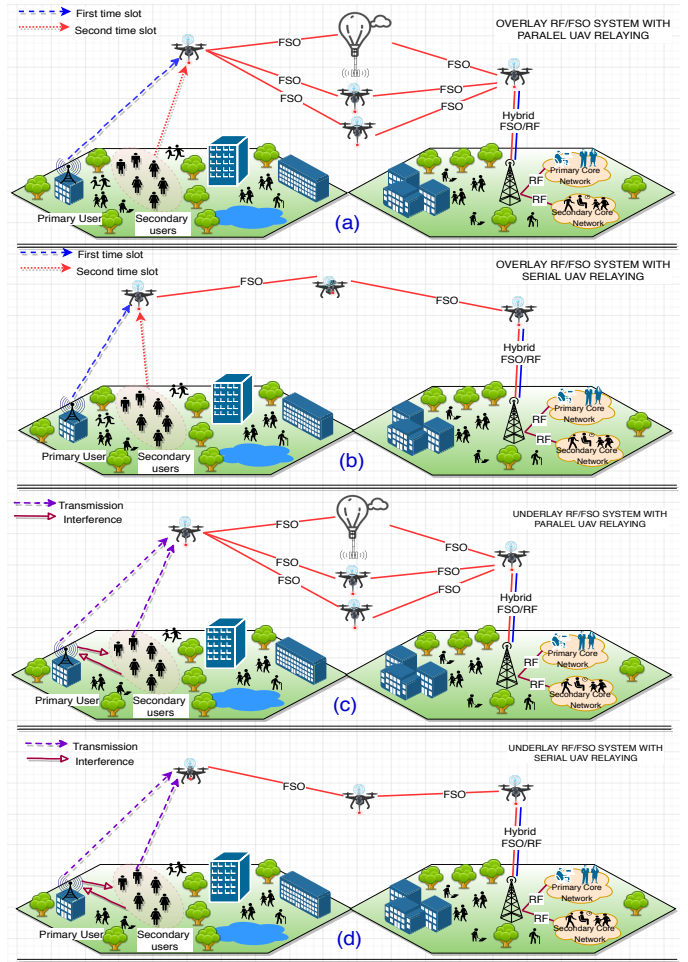 First time slot
Second time slot
OVERLAY RF/FSO SYSTEM WITH
PARALEL UAV RELAYING
FSO
FSO
FSO
FSO
Hybrid
FSO/RF
RF
RF
Primary Core
Network
Secondary Core
Network
Primary User
Secondary
users
(a)
First time slot
Second time slot
OVERLAY RF/FSO SYSTEM WITH
SERIAL UAV RELAYING
FSO
FSO
Hybrid
FSO/RF
RF
RF
Primary Core
Network
Secondary Core
Network
Primary User
Secondary
users
(b)
Transmission
Interference
UNDERLAY RF/FSO SYSTEM WITH
PARALEL UAV RELAYING
FSO
FSO
FSO
FSO
Hybrid
FSO/RF
RF
RF
Primary Core
Network
Secondary Core
Network
Primary User
Secondary
users
(c)
Transmission
Interference
UNDERLAY RF/FSO SYSTEM WITH
SERIAL UAV RELAYING
FSO
FSO
Hybrid
FSO/RF
RF
RF
Primary Core
Network
Secondary Core
Network
Primary User
Secondary
users
(d)